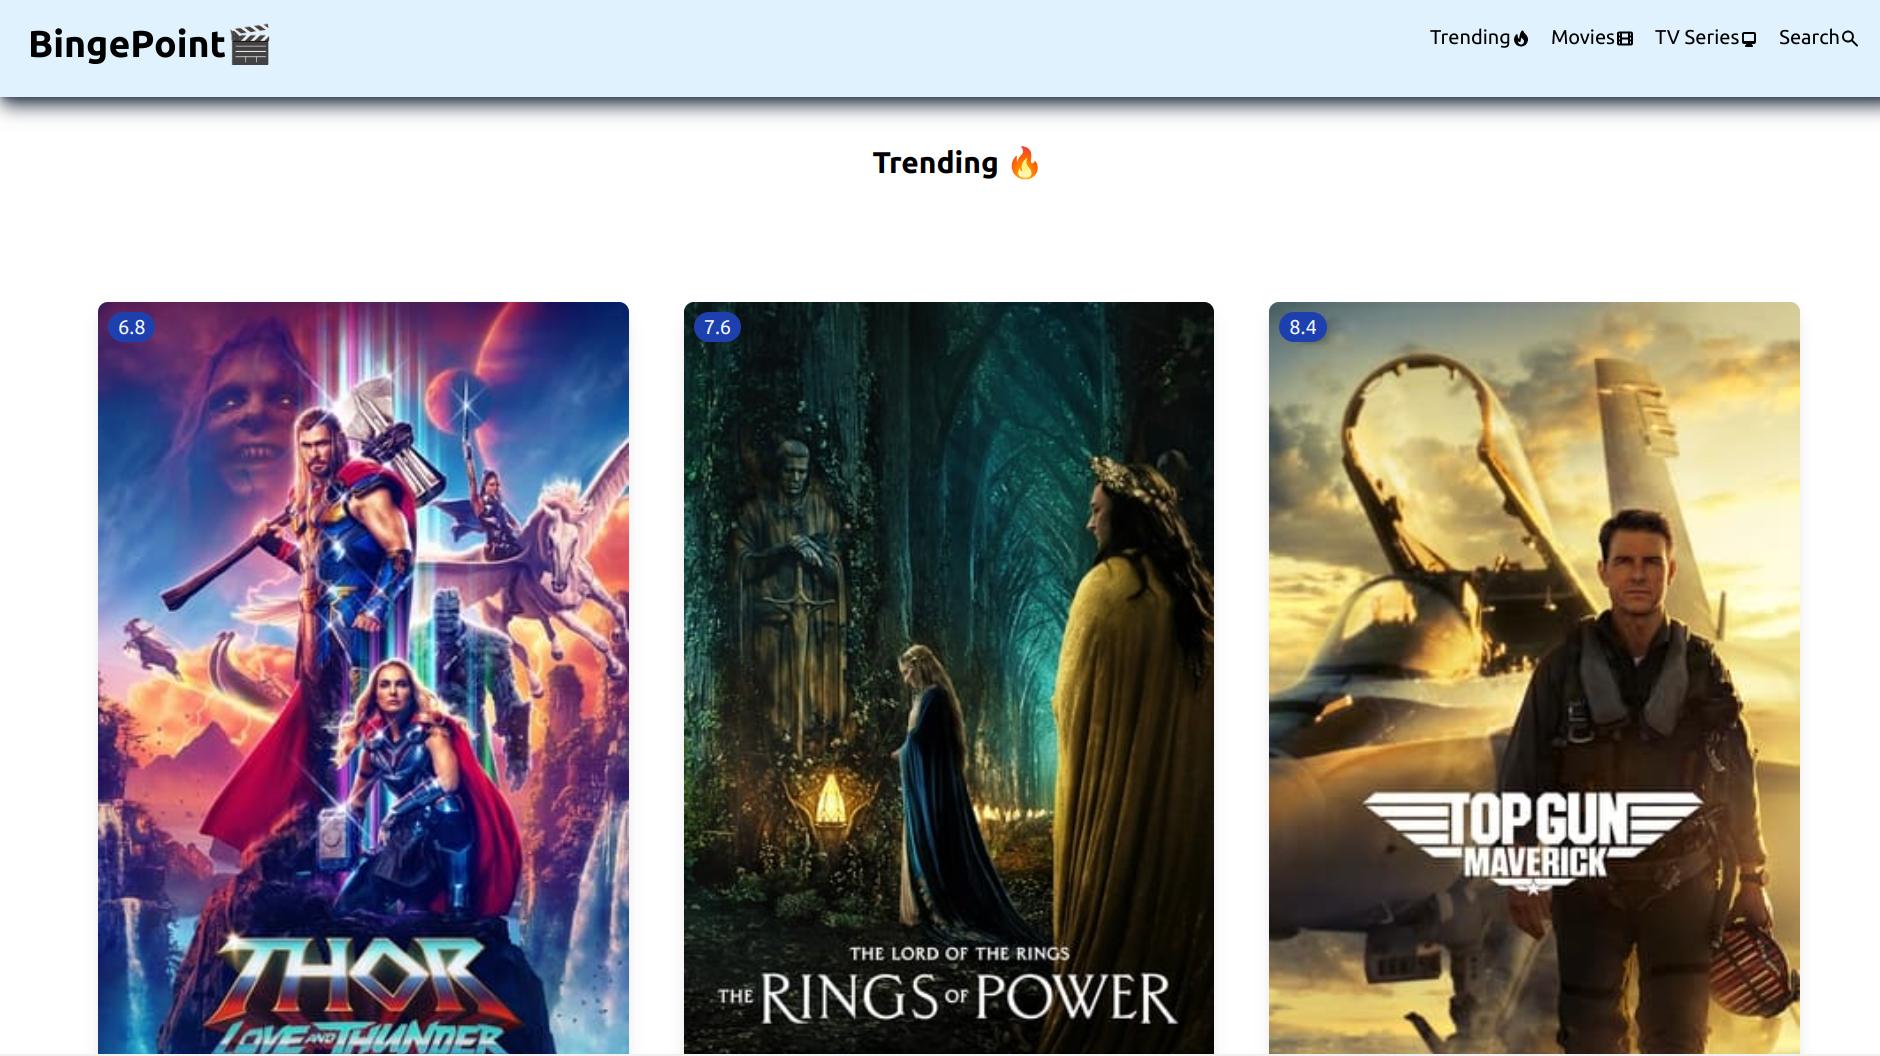 BingePoint🎬
Trending Movies TV Series Search
Trending 🔥
6.8
THOR
LOVE AND THUNDER
7.6
THE LORD OF THE RINGS
THE RINGS OF POWER
8.4
TOP GUN
MAVERICK